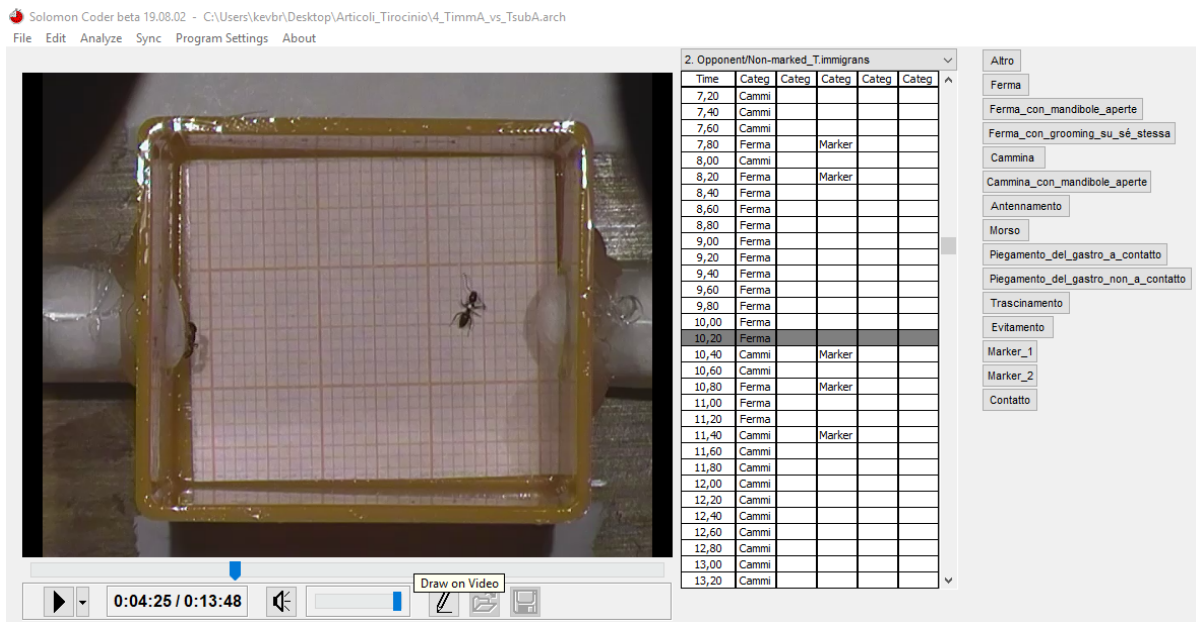 Solomon Coder beta 19.08.02 - C:\Users\kevbr\Desktop\Articoli_Tirocinio\4_TimmA_vs_TsubA.arch
File Edit Analyze Sync Program Settings About
2. Opponent/Non-marked_T.immigrans
Time Categ Categ Categ Categ Categ
7,20 Cammi
7,40 Cammi
7,60 Cammi
7,80 Ferma Marker
8,00 Cammi
8,20 Ferma Marker
8,40 Ferma
8,60 Ferma
8,80 Ferma
9,00 Ferma
9,20 Ferma
9,40 Ferma
9,60 Ferma
9,80 Ferma
10,00 Ferma
10,20 Ferma
10,40 Cammi Marker
10,60 Cammi
10,80 Ferma Marker
11,00 Ferma
11,20 Ferma
11,40 Cammi Marker
11,60 Cammi
11,80 Cammi
12,00 Cammi
12,20 Cammi
12,40 Cammi
12,60 Cammi
12,80 Cammi
13,00 Cammi
13,20 Cammi
Altro
Ferma
Ferma_con_mandibole_aperte
Ferma_con_grooming_su_sé_stessa
Cammina
Cammina_con_mandibole_aperte
Antennamento
Morso
Piegamento_del_gastro_a_contatto
Piegamento_del_gastro_non_a_contatto
Trascinamento
Evitamento
Marker_1
Marker_2
Contatto
Draw on Video
0:04:25 / 0:13:48